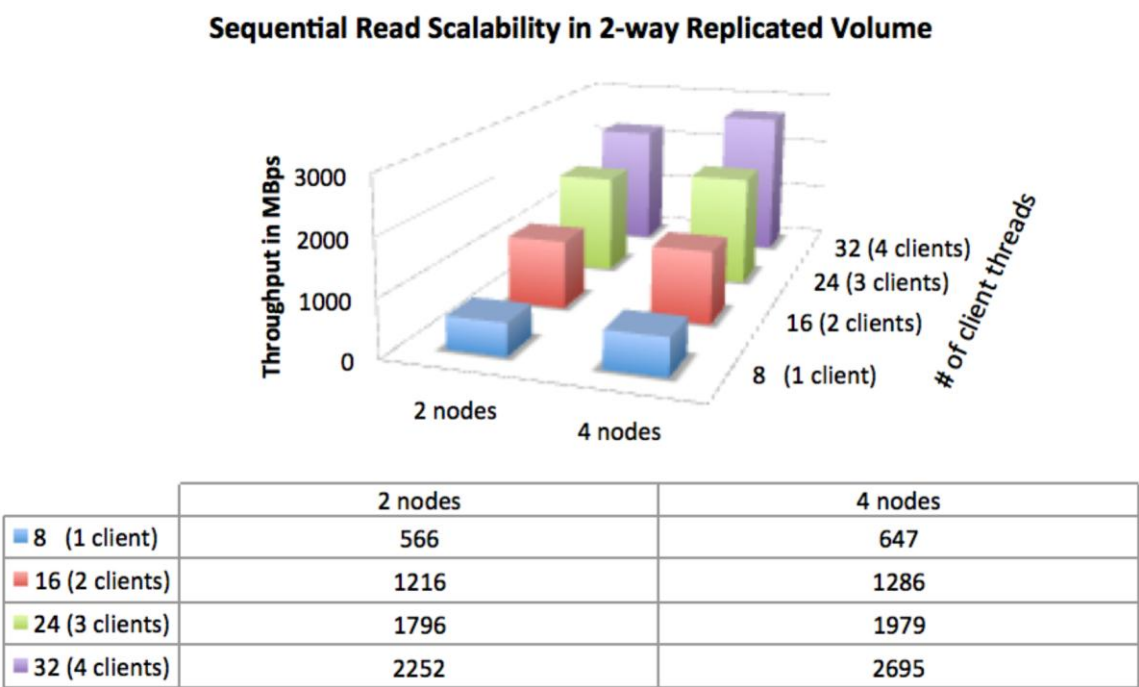 Sequential Read Scalability in 2-way Replicated Volume
Throughput in MBps
3000
2000
1000
0
2 nodes
4 nodes
32 (4 clients)
24 (3 clients)
16 (2 clients)
8 (1 client)
# of client threads
2 nodes 4 nodes
8 (1 client) 566 647
16 (2 clients) 1216 1286
24 (3 clients) 1796 1979
32 (4 clients) 2252 2695